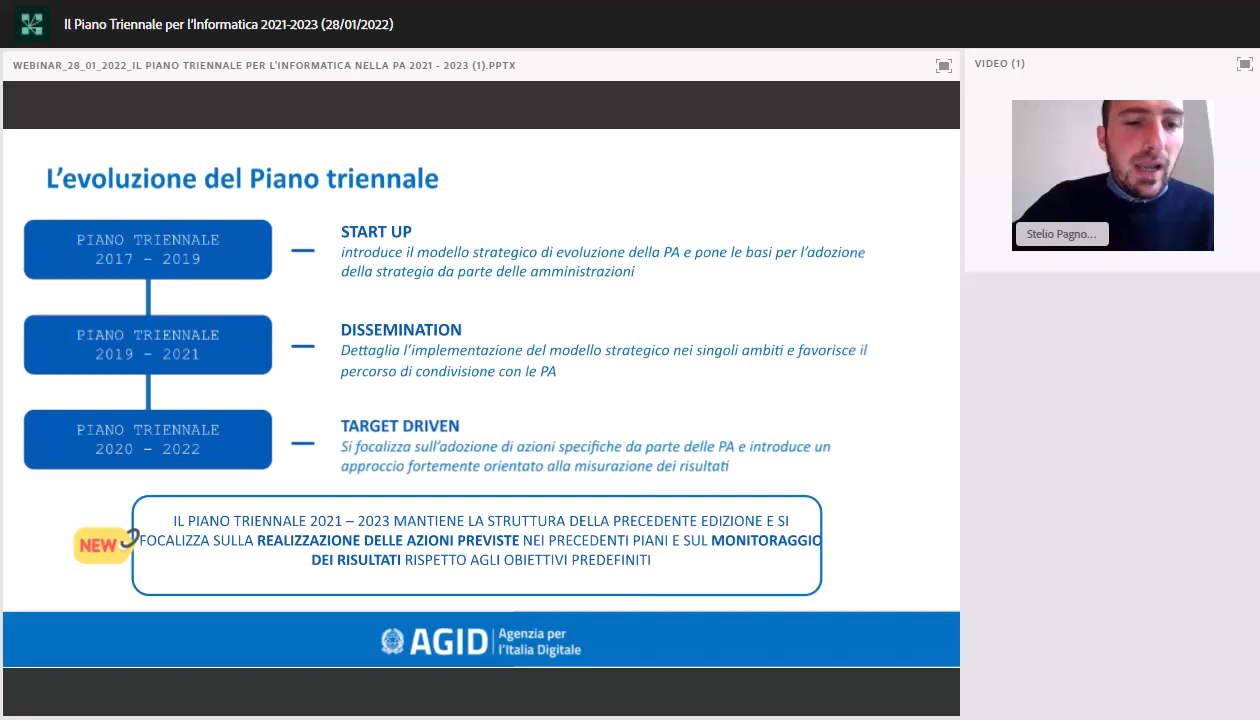 Il Piano Triennale per l'Informatica 2021-2023 (28/01/2022)
WEBINAR_28_01_2022_IL PIANO TRIENNALE PER L'INFORMATICA NELLA PA 2021 - 2023 (1).PPTX
VIDEO (1)
L'evoluzione del Piano triennale
PIANO TRIENNALE
2017 – 2019
START UP
introduce il modello strategico di evoluzione della PA e pone le basi per l'adozione
della strategia da parte delle amministrazioni
PIANO TRIENNALE
2019 – 2021
DISSEMINATION
Dettaglia l'implementazione del modello strategico nei singoli ambiti e favorisce il
percorso di condivisione con le PA
PIANO TRIENNALE
2020 – 2022
TARGET DRIVEN
Si focalizza sull'adozione di azioni specifiche da parte delle PA e introduce un
approccio fortemente orientato alla misurazione dei risultati
NEW
IL PIANO TRIENNALE 2021 – 2023 MANTIENE LA STRUTTURA DELLA PRECEDENTE EDIZIONE E SI
FOCALIZZA SULLA REALIZZAZIONE DELLE AZIONI PREVISTE NEI PRECEDENTI PIANI E SUL MONITORAGGIO
DEI RISULTATI RISPETTO AGLI OBIETTIVI PREDEFINITI
AGID
Agenzia per
l'Italia Digitale
Stelio Pagno...